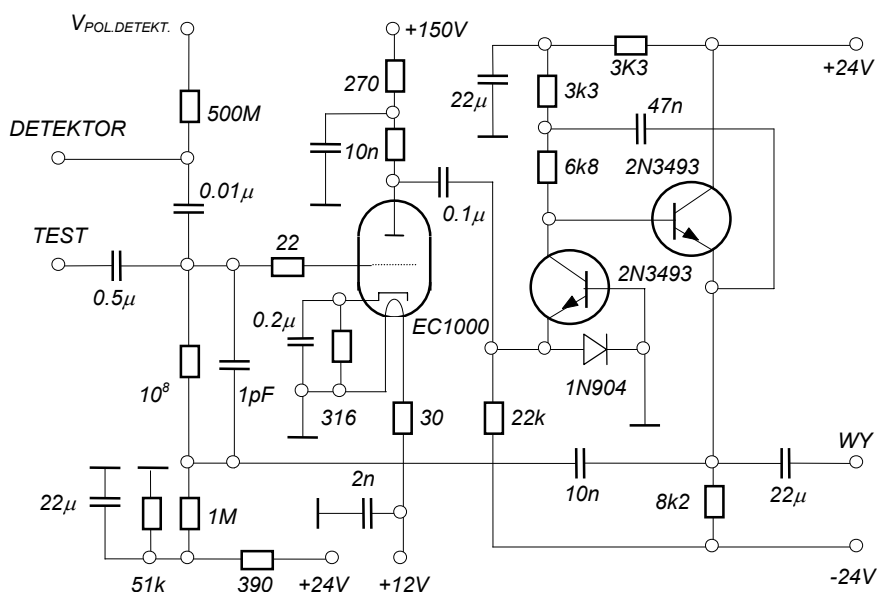 V_POL.DETEKT.
+150V
3K3
+24V
270
22μ
3k3
47n
500M
DETEKTOR
10n
6k8
2N3493
0.01μ
0.1μ
TEST
22
2N3493
0.5μ
0.2μ
EC1000
1N904
10⁸
1pF
316
30
22k
WY
2n
10n
22μ
8k2
22μ
1M
51k
390
+24V
+12V
-24V